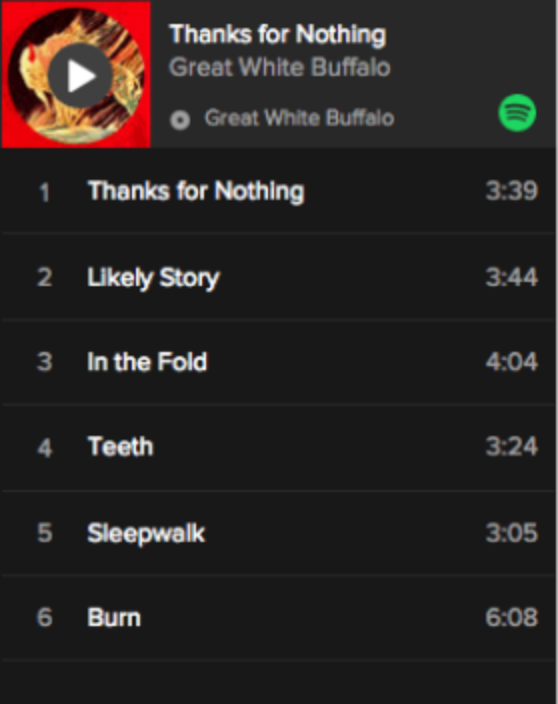 Thanks for Nothing
Great White Buffalo
Great White Buffalo
1 Thanks for Nothing 3:39
2 Likely Story 3:44
3 In the Fold 4:04
4 Teeth 3:24
5 Sleepwalk 3:05
6 Burn 6:08